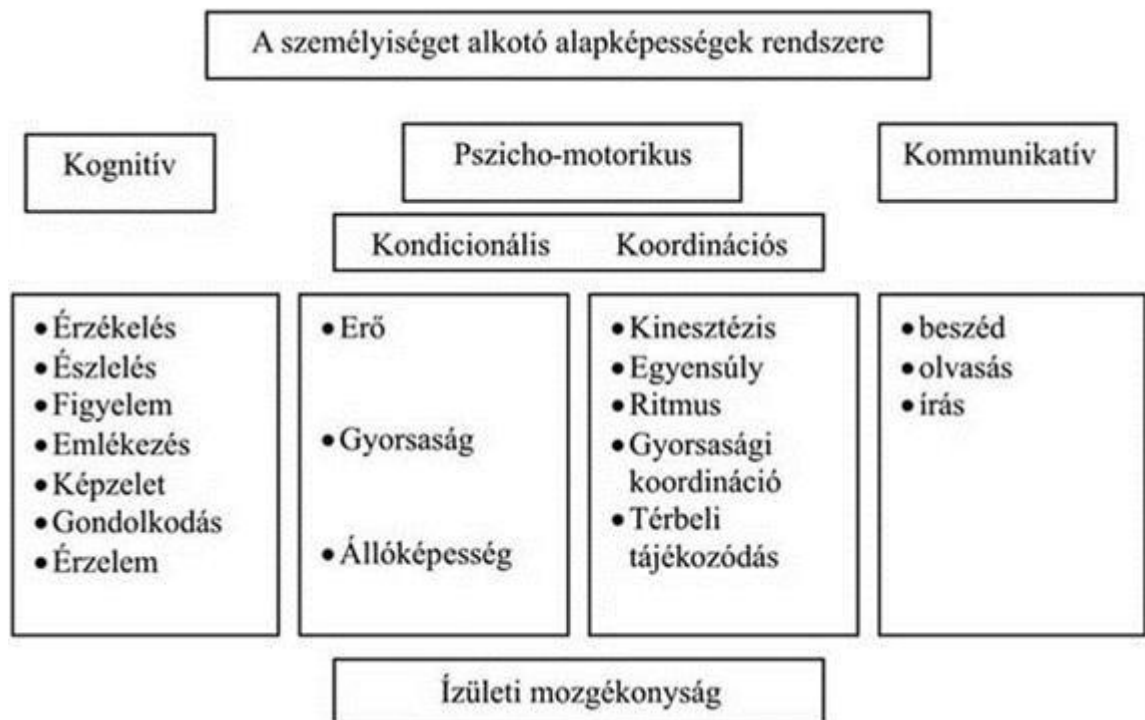 A személyiséget alkotó alapképességek rendszere
Kognitív
Pszicho-motorikus
Kommunikatív
Kondicionális Koordinációs
• Érzékelés
• Észlelés
• Figyelem
• Emlékezés
• Képzelet
• Gondolkodás
• Érzelem
• Erő
• Gyorsaság
• Állóképesség
• Kinesztézis
• Egyensúly
• Ritmus
• Gyorsasági
koordináció
• Térbeli
tájékozódás
• beszéd
• olvasás
• írás
Ízületi mozgékonyság